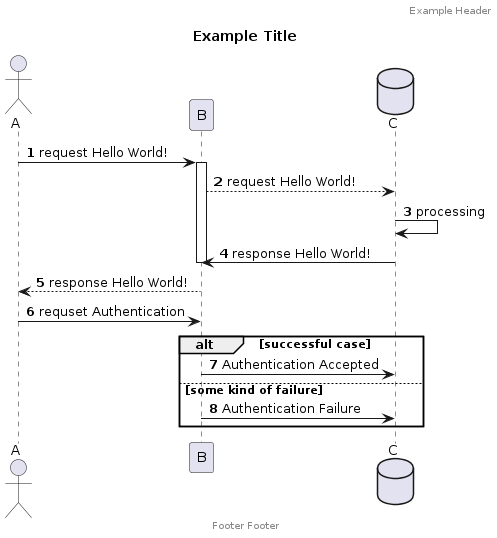 Example Header
Example Title
A
B
C
1 request Hello World!
2 request Hello World!
3 processing
4 response Hello World!
5 response Hello World!
6 requset Authentication
alt [successful case]
7 Authentication Accepted
[some kind of failure]
8 Authentication Failure
A
B
C
Footer Footer